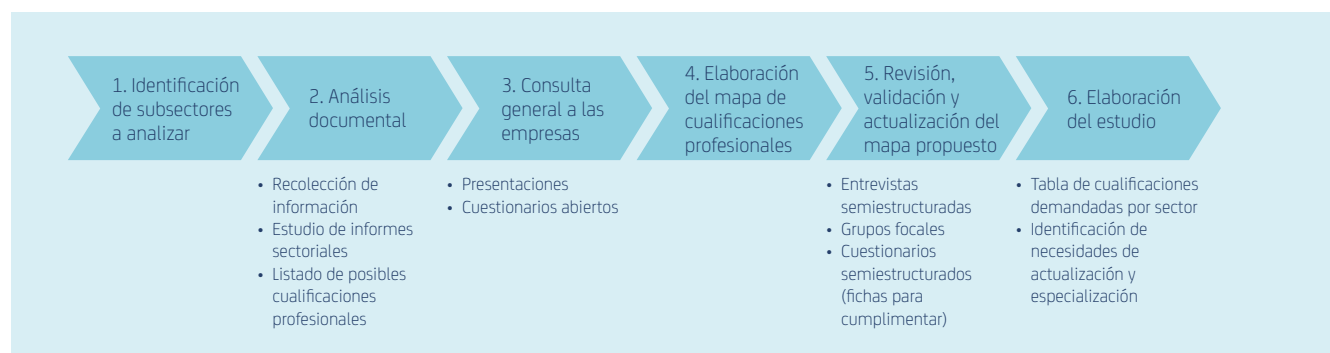 1. Identificación
de subsectores
a analizar
2. Análisis
documental
3. Consulta
general a las
empresas
4. Elaboración
del mapa de
cualificaciones
profesionales
5. Revisión,
validación y
actualización del
mapa propuesto
6. Elaboración
del estudio
• Recolección de
información
• Estudio de informes
sectoriales
• Listado de posibles
cualificaciones
profesionales
• Presentaciones
• Cuestionarios abiertos
• Entrevistas
semiestructuradas
• Grupos focales
• Cuestionarios
semiestructurados
(fichas para
cumplimentar)
• Tabla de cualificaciones
demandadas por sector
• Identificación de
necesidades de
actualización y
especialización